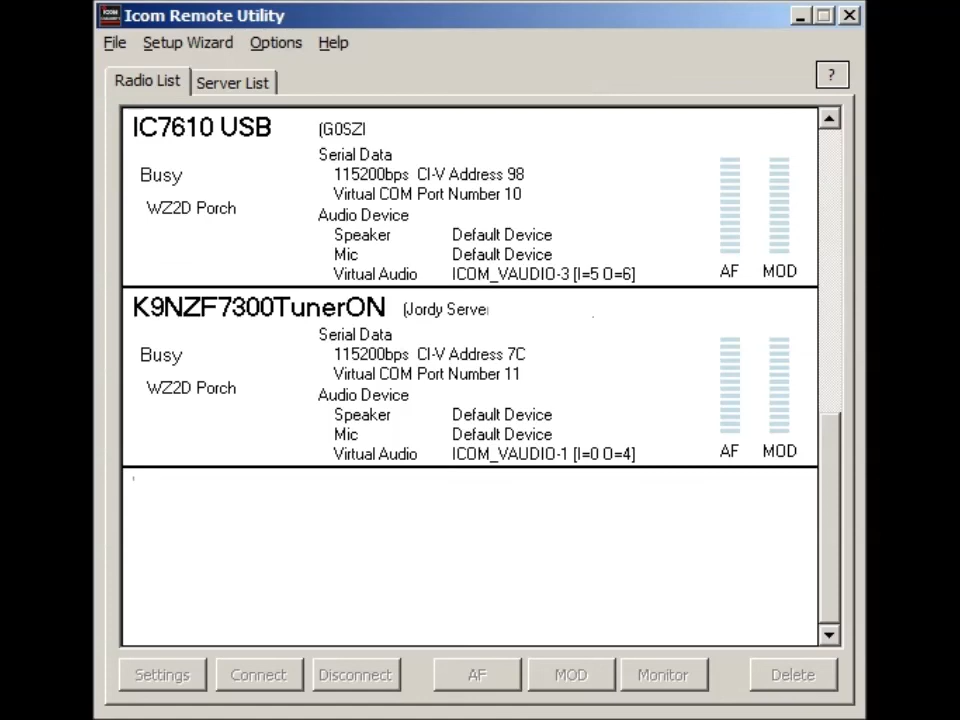 Icom Remote Utility
File Setup Wizard Options Help
Radio List Server List ?
IC7610 USB (G0SZI
Serial Data
Busy 115200bps CI-V Address 98
Virtual COM Port Number 10
WZ2D Porch
Audio Device
Speaker Default Device
Mic Default Device
Virtual Audio ICOM_VAUDIO-3 [I=5 O=6] AF MOD
K9NZF7300TunerON (Jordy Server
Serial Data
Busy 115200bps CI-V Address 7C
Virtual COM Port Number 11
WZ2D Porch
Audio Device
Speaker Default Device
Mic Default Device
Virtual Audio ICOM_VAUDIO-1 [I=0 O=4] AF MOD
Settings Connect Disconnect AF MOD Monitor Delete